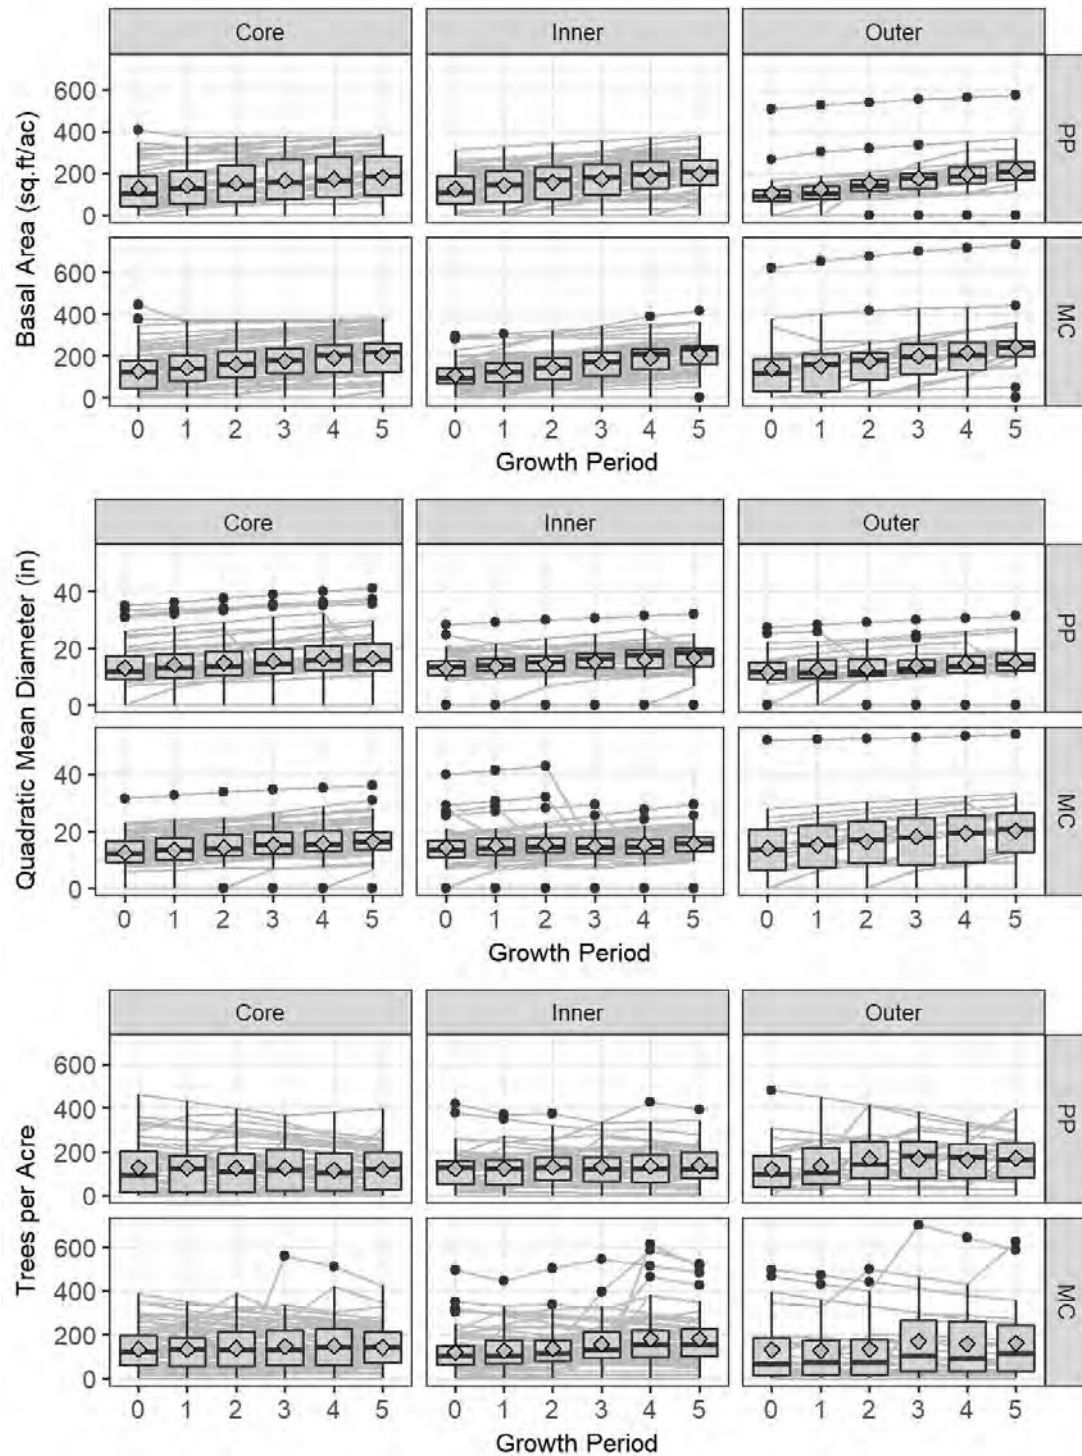 Core Inner Outer
Basal Area (sq.ft/ac)
600
400
200
0
PP
600
400
200
0
MC
0 1 2 3 4 5 0 1 2 3 4 5 0 1 2 3 4 5
Growth Period
Core Inner Outer
Quadratic Mean Diameter (in)
40
20
0
PP
40
20
0
MC
0 1 2 3 4 5 0 1 2 3 4 5 0 1 2 3 4 5
Growth Period
Core Inner Outer
Trees per Acre
600
400
200
0
PP
600
400
200
0
MC
0 1 2 3 4 5 0 1 2 3 4 5 0 1 2 3 4 5
Growth Period